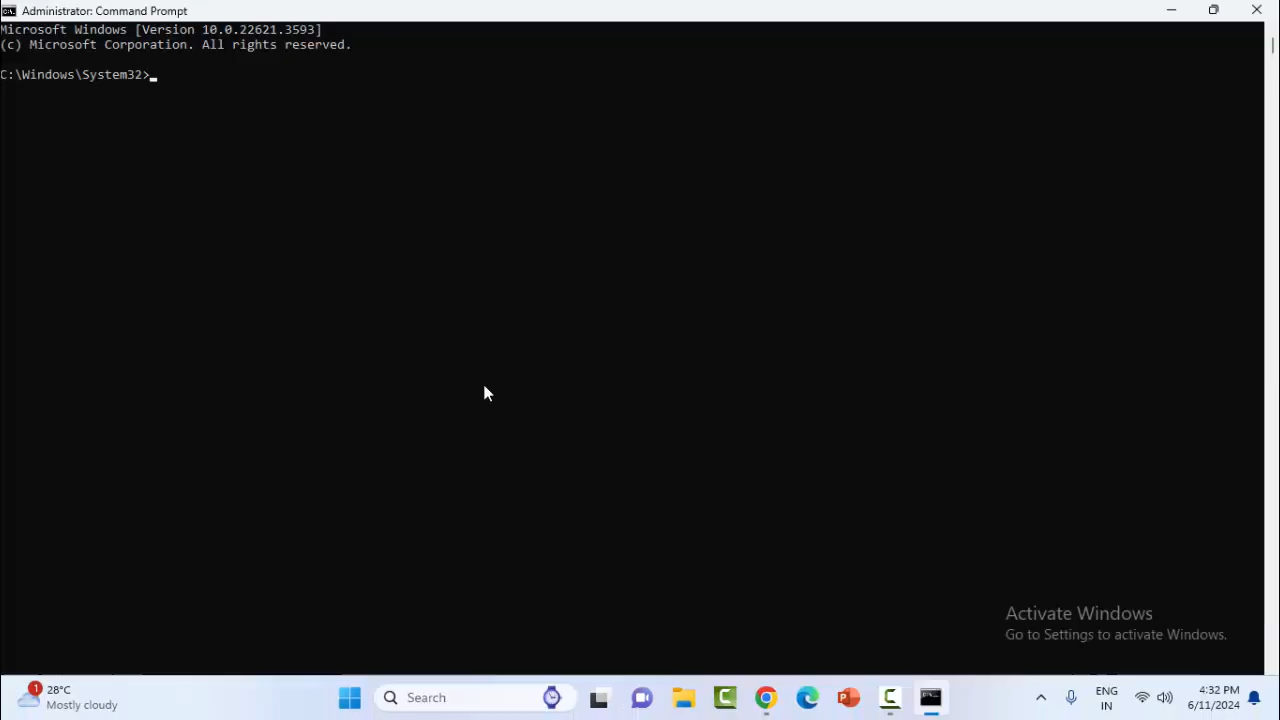 Administrator: Command Prompt
Microsoft Windows [Version 10.0.22621.3593]
(c) Microsoft Corporation. All rights reserved.
C:\Windows\System32>
Activate Windows
Go to Settings to activate Windows.
1
28°C
Mostly cloudy
Search
ENG
IN
4:32 PM
6/11/2024